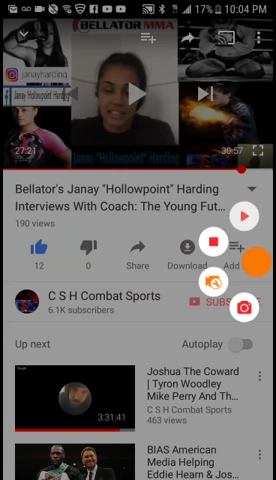 17% 10:04 PM
BELLATOR MMA
janayharding
Janay "Hollowpoint" Harding
Janay "Hollowpoint" Harding
27:21
30:57
Bellator's Janay "Hollowpoint" Harding
Interviews With Coach: The Young Fut...
190 views
12
0
Share
Download
Add
C S H Combat Sports
6.1K subscribers
Up next
Autoplay
Joshua The Coward
| Tyron Woodley
Mike Perry And Th...
C S H Combat Sports
463 views
3:31:41
BIAS American
Media Helping
Eddie Hearn & Jos...